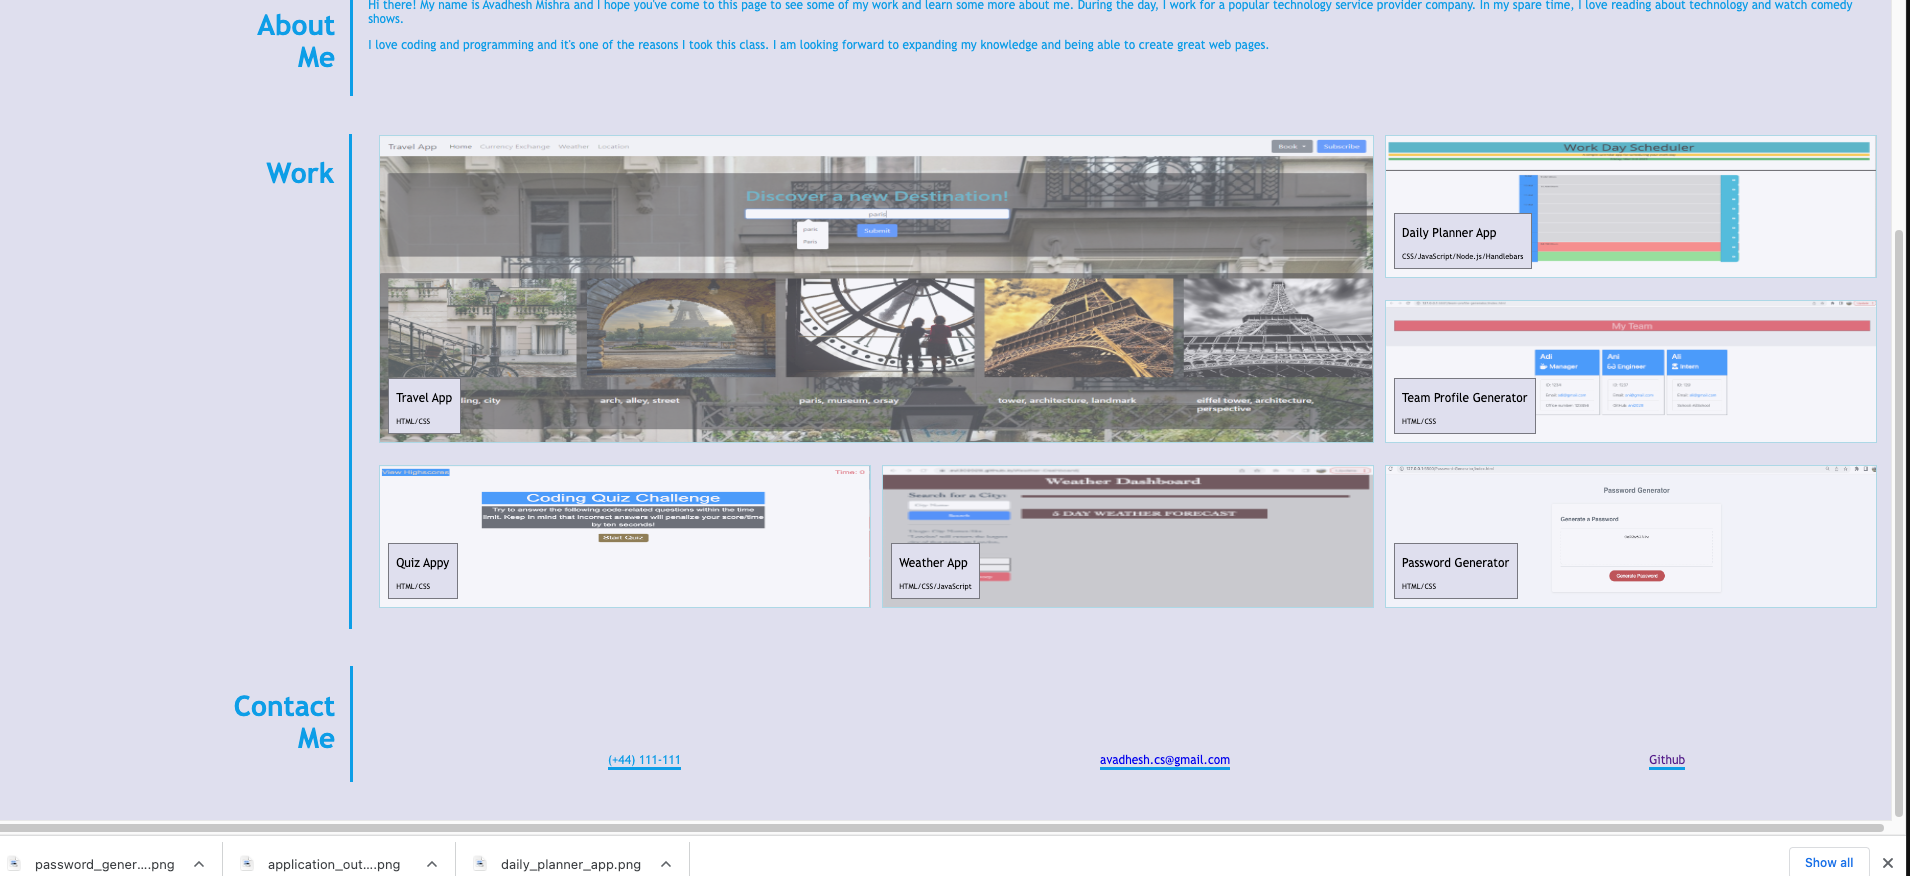 About
Me
Hi there! My name is Avadhesh Mishra and I hope you've come to this page to see some of my work and learn some more about me. During the day, I work for a popular technology service provider company. In my spare time, I love reading about technology and watch comedy
shows.
I love coding and programming and it's one of the reasons I took this class. I am looking forward to expanding my knowledge and being able to create great web pages.
Work
Travel App Home Currency Exchange Weather Location Book Subscribe
Discover a new Destination!
paris
paris
Paris
Submit
ling, city
arch, alley, street
paris, museum, orsay
tower, architecture, landmark
eiffel tower, architecture,
perspective
Travel App
HTML/CSS
Work Day Scheduler
Daily Planner App
CSS/JavaScript/Node.js/Handlebars
My Team
Adi
Manager
Ani
Engineer
Ali
Intern
Team Profile Generator
HTML/CSS
View Highscores
Time: 0
Coding Quiz Challenge
Try to answer the following code-related questions within the time
limit. Keep in mind that incorrect answers will penalize your score/time
by ten seconds!
Start Quiz
Quiz Appy
HTML/CSS
Weather Dashboard
Search for a City:
City Name
Search
5 DAY WEATHER FORECAST
Weather App
HTML/CSS/JavaScript
Password Generator
Generate a Password
Generate Password
Password Generator
HTML/CSS
Contact
Me
(+44) 111-111
avadhesh.cs@gmail.com
Github
password_gener....png
application_out....png
daily_planner_app.png
Show all